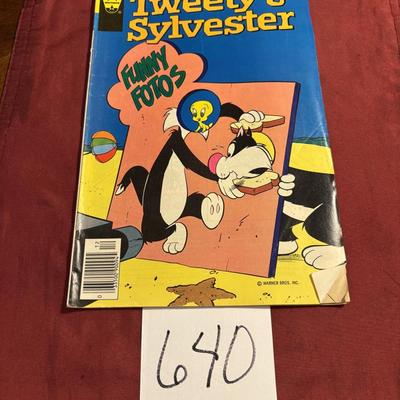 Tweety &
Sylvester
FUNNY
FOTOS
© WARNER BROS. INC.
640